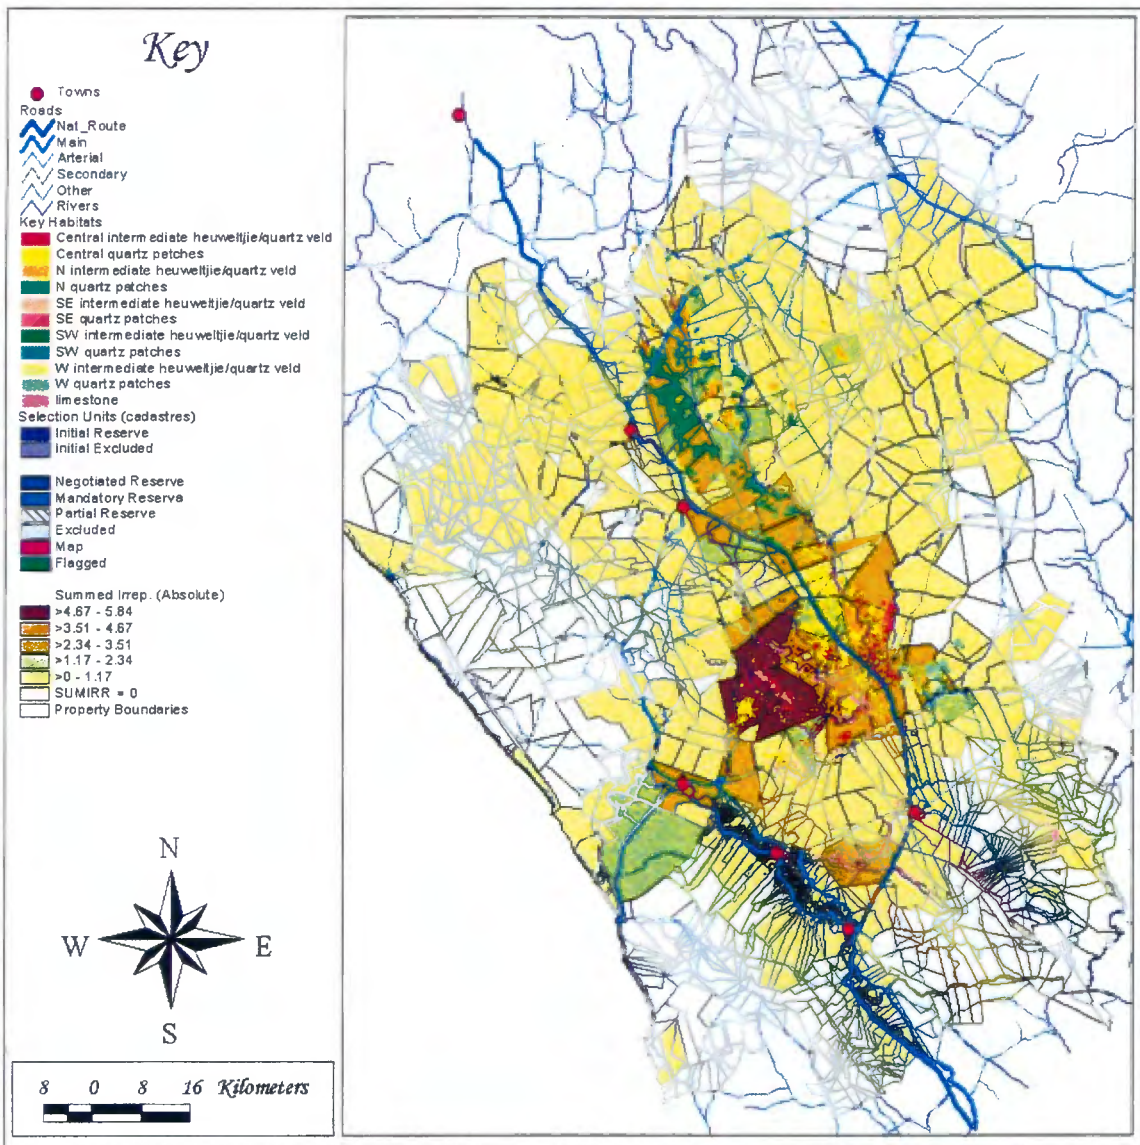 Key
Towns
Roads
Nat_Route
Main
Arterial
Secondary
Other
Rivers
Key Habitats
Central intermediate heuweltjie/quartz veld
Central quartz patches
N intermediate heuweltjie/quartz veld
N quartz patches
SE intermediate heuweltjie/quartz veld
SE quartz patches
SW intermediate heuweltjie/quartz veld
SW quartz patches
W intermediate heuweltjie/quartz veld
W quartz patches
limestone
Selection Units (cadastres)
Initial Reserve
Initial Excluded
Negotiated Reserve
Mandatory Reserve
Partial Reserve
Excluded
Map
Flagged
Summed Irrep. (Absolute)
>4.67 - 5.84
>3.51 - 4.67
>2.34 - 3.51
>1.17 - 2.34
>0 - 1.17
SUMIRR = 0
Property Boundaries
N
W E
S
8 0 8 16 Kilometers